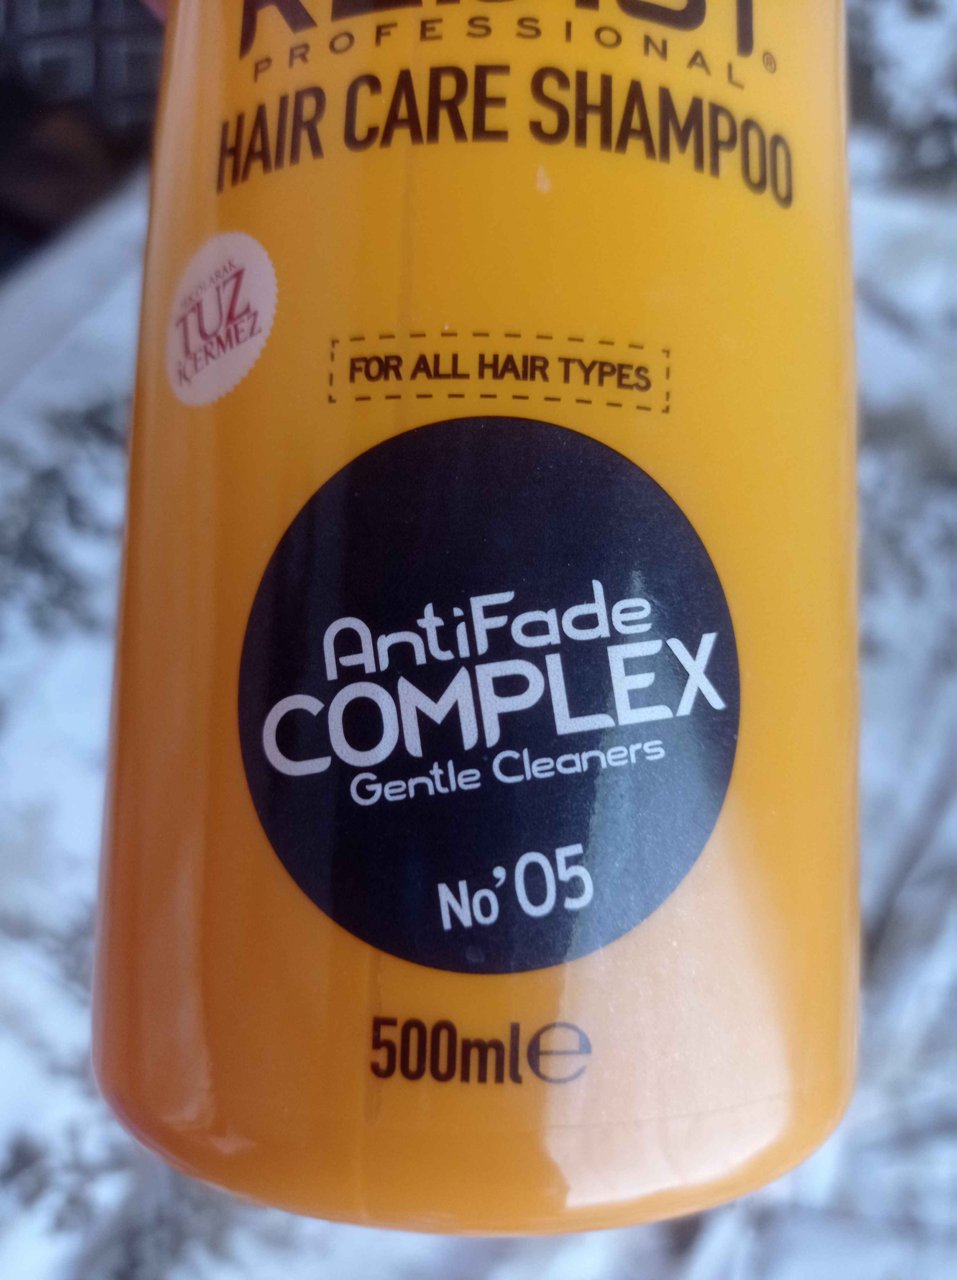 PROFESSIONAL®
HAIR CARE SHAMPOO
TUZ
İÇERMEZ
FOR ALL HAIR TYPES
AntiFade
COMPLEX
Gentle Cleaners
No'05
500ml℮